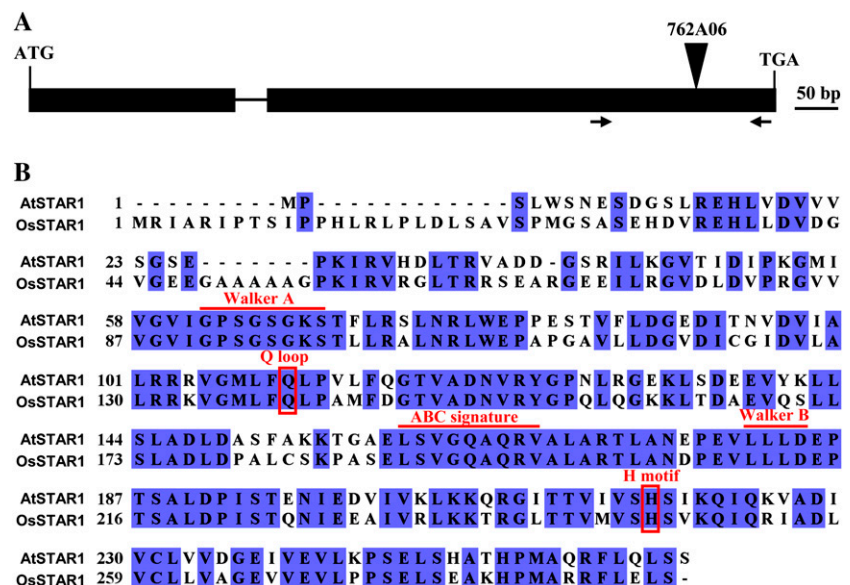 A
762A06
ATG
TGA
50 bp
B
AtSTAR1 1 - - - - - - - - - M P - - - - - - - - - - - - S L W S N E S D G S L R E H L V D V V V
OsSTAR1 1 M R I A R I P T S I P P H L R L P L D L S A V S P M G S A S E H D V R E H L L D V D G
AtSTAR1 23 S G S E - - - - - - - P K I R V H D L T R V A D D - G S R I L K G V T I D I P K G M I
OsSTAR1 44 V G E E G A A A A A G P K I R V R G L T R R S E A R G E E I L R G V D L D V P R G V V
Walker A
AtSTAR1 58 V G V I G P S G S G K S T F L R S L N R L W E P P E S T V F L D G E D I T N V D V I A
OsSTAR1 87 V G V I G P S G S G K S T L L R A L N R L W E P A P G A V L L D G V D I C G I D V L A
Q loop
AtSTAR1 101 L R R R V G M L F Q L P V L F Q G T V A D N V R Y G P N L R G E K L S D E E V Y K L L
OsSTAR1 130 L R R K V G M L F Q L P A M F D G T V A D N V R Y G P Q L Q G K K L T D A E V Q S L L
ABC signature Walker B
AtSTAR1 144 S L A D L D A S F A K K T G A E L S V G Q A Q R V A L A R T L A N E P E V L L L D E P
OsSTAR1 173 S L A D L D P A L C S K P A S E L S V G Q A Q R V A L A R T L A N D P E V L L L D E P
H motif
AtSTAR1 187 T S A L D P I S T E N I E D V I V K L K K Q R G I T T V I V S H S I K Q I Q K V A D I
OsSTAR1 216 T S A L D P I S T Q N I E E A I V R L K K T R G L T T V M V S H S V K Q I Q R I A D L
AtSTAR1 230 V C L V V D G E I V E V L K P S E L S H A T H P M A Q R F L Q L S S
OsSTAR1 259 V C L L V A G E V V E V L P P S E L S E A K H P M A R R F L E L S -